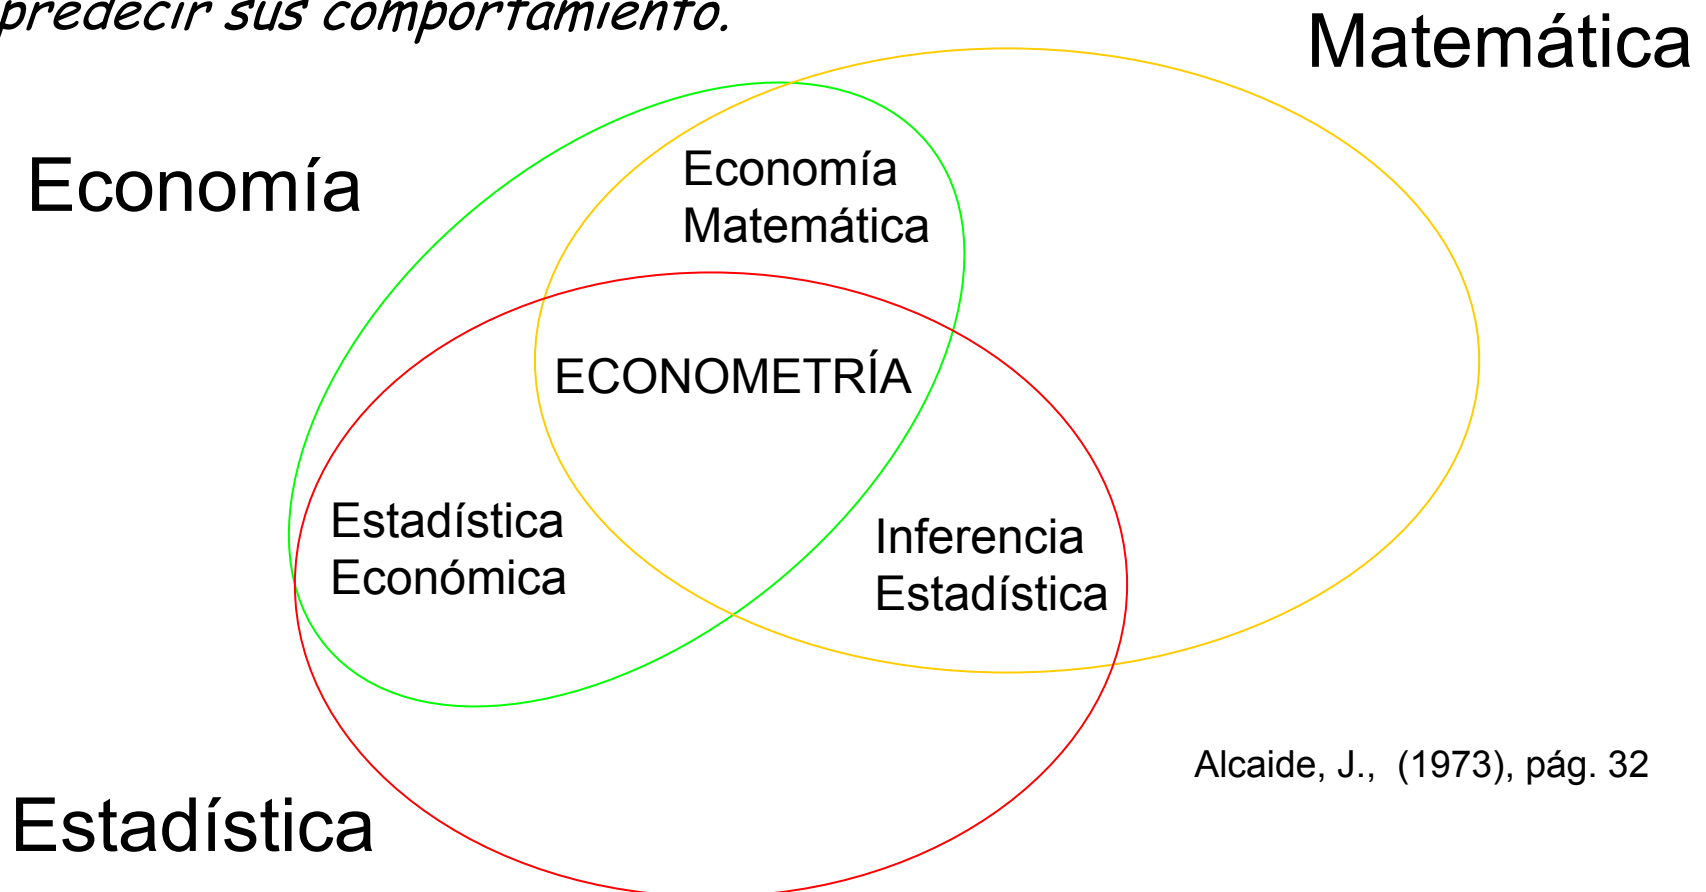 predecir sus comportamiento.
Matemática
Economía
Economía
Matemática
ECONOMETRÍA
Estadística
Económica
Inferencia
Estadística
Alcaide, J., (1973), pág. 32
Estadística